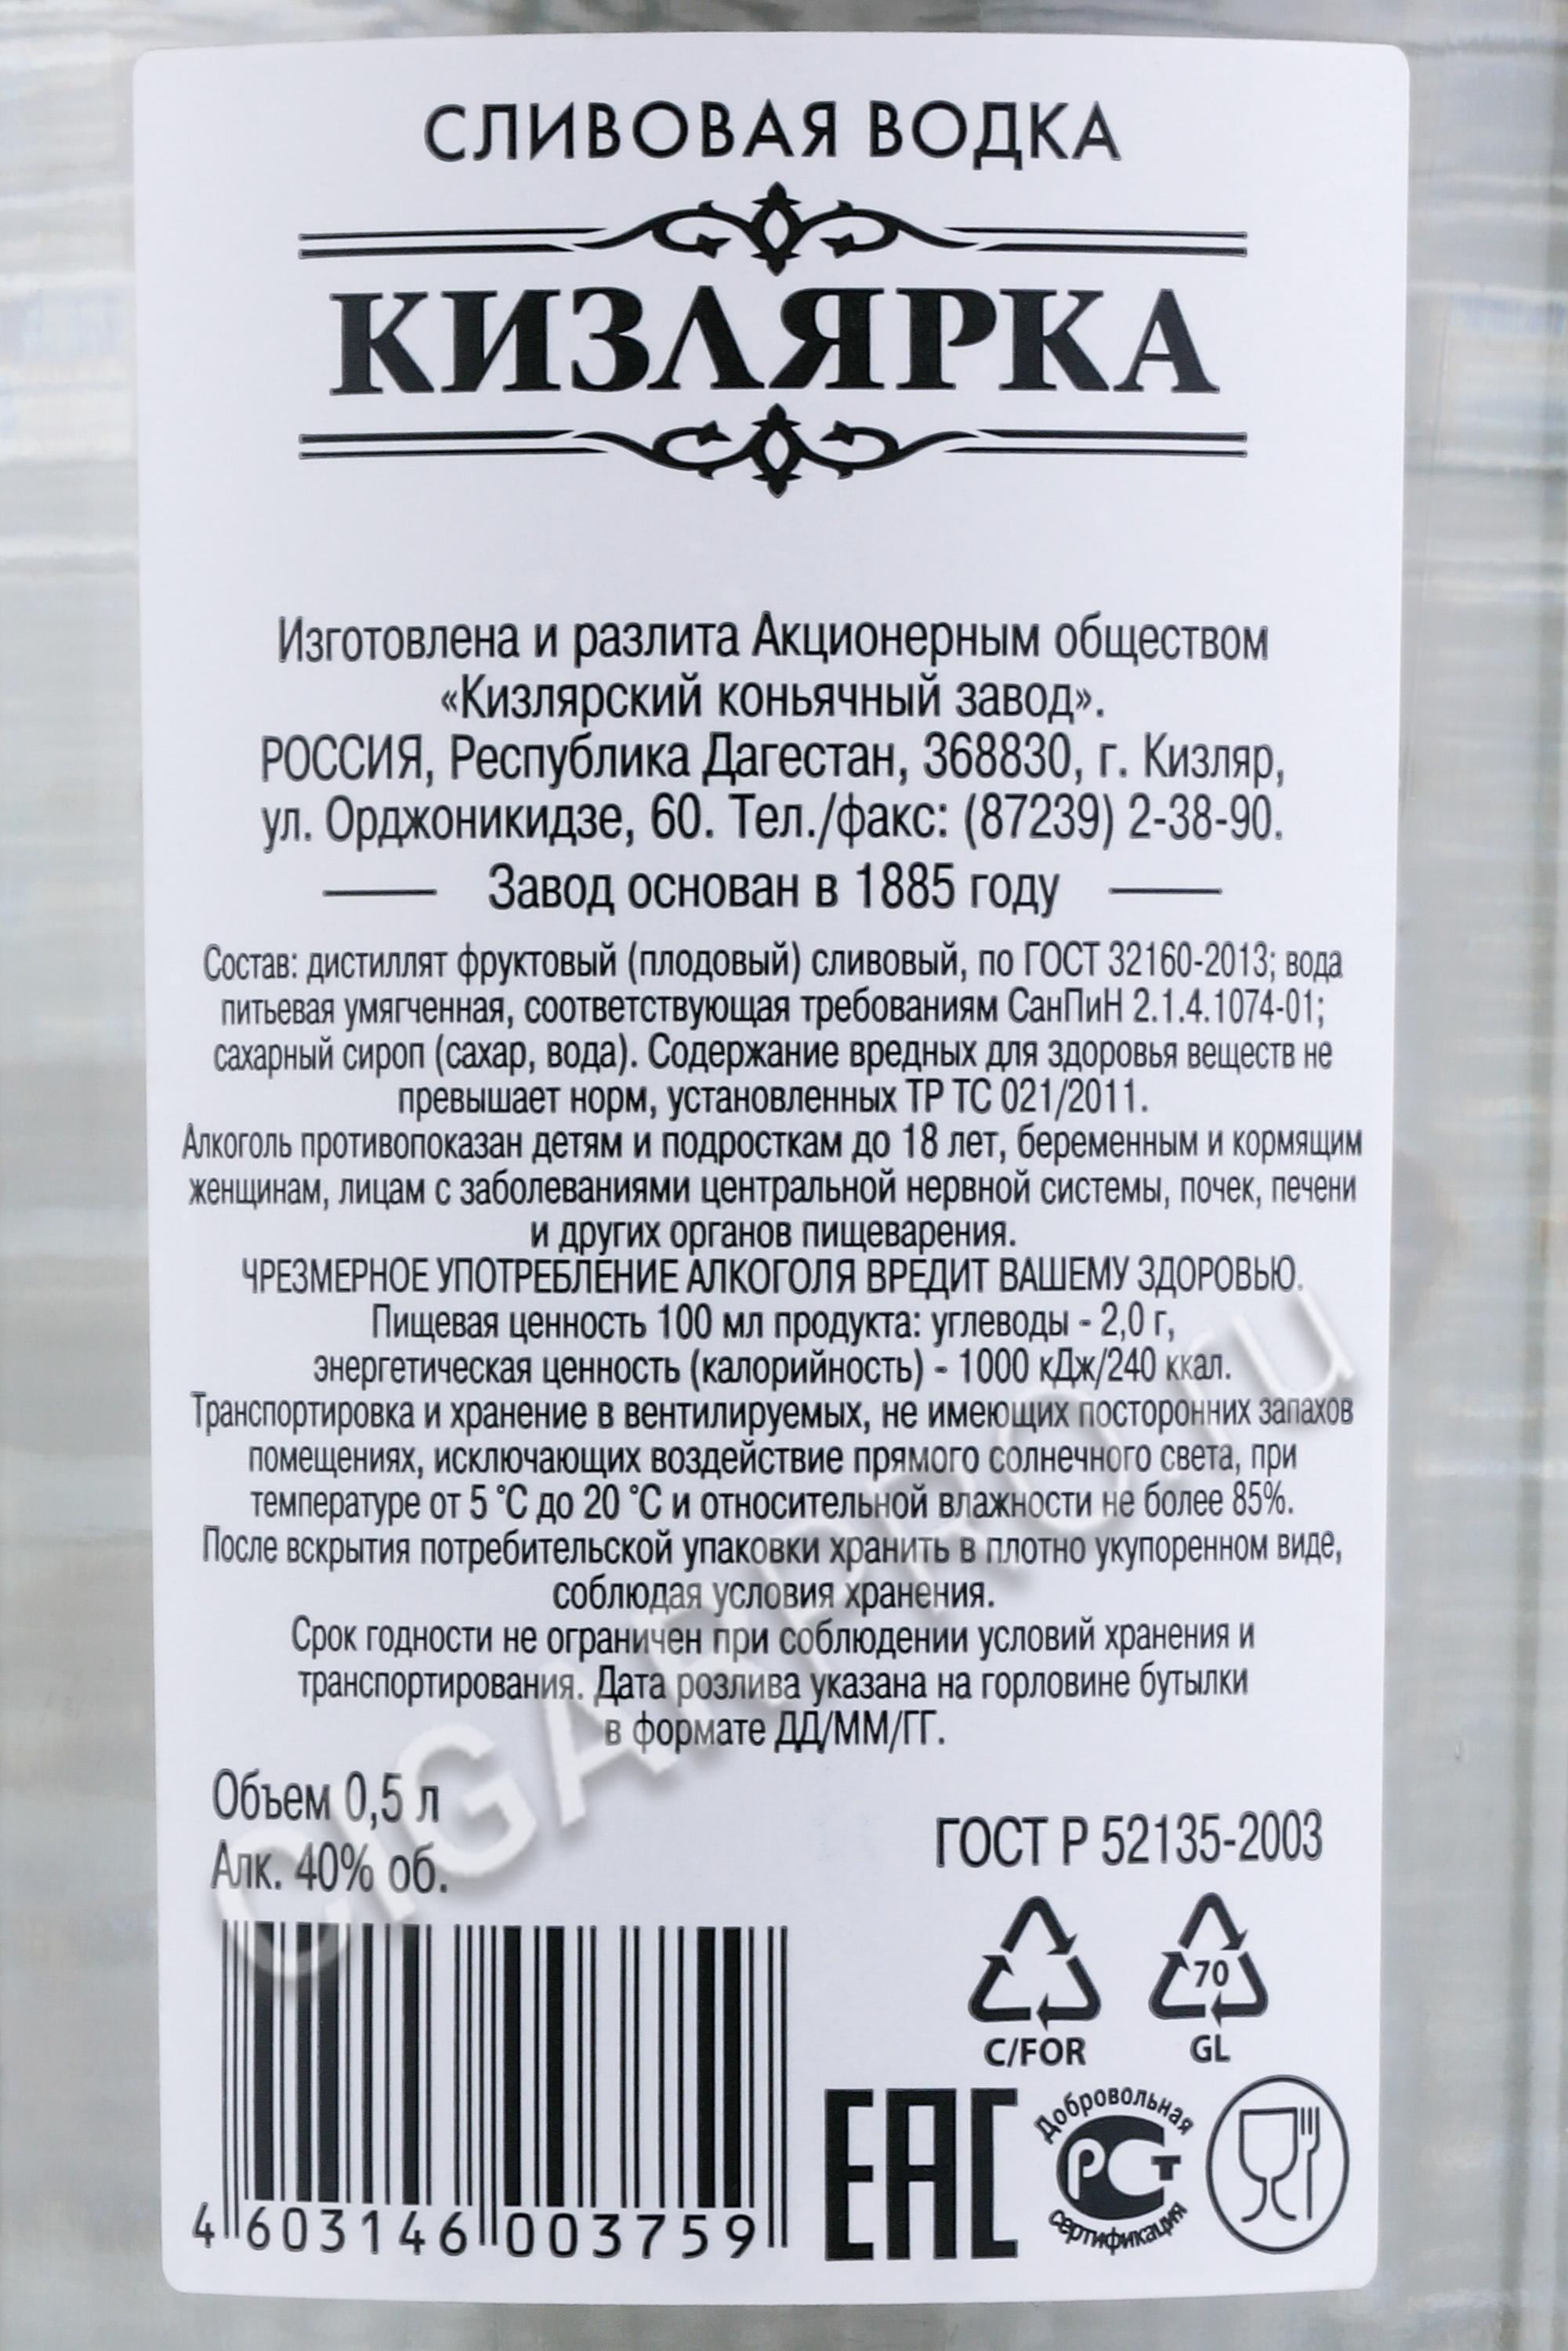 СЛИВОВАЯ ВОДКА
КИЗЛЯРКА
Изготовлена и разлита Акционерным обществом
«Кизлярский коньячный завод».
РОССИЯ, Республика Дагестан, 368830, г. Кизляр,
ул. Орджоникидзе, 60. Тел./факс: (87239) 2-38-90.
Завод основан в 1885 году
Состав: дистиллят фруктовый (плодовый) сливовый, по ГОСТ 32160-2013; вода
питьевая умягченная, соответствующая требованиям СанПиН 2.1.4.1074-01;
сахарный сироп (сахар, вода). Содержание вредных для здоровья веществ не
превышает норм, установленных ТР ТС 021/2011.
Алкоголь противопоказан детям и подросткам до 18 лет, беременным и кормящим
женщинам, лицам с заболеваниями центральной нервной системы, почек, печени
и других органов пищеварения.
ЧРЕЗМЕРНОЕ УПОТРЕБЛЕНИЕ АЛКОГОЛЯ ВРЕДИТ ВАШЕМУ ЗДОРОВЬЮ.
Пищевая ценность 100 мл продукта: углеводы - 2,0 г,
энергетическая ценность (калорийность) - 1000 кДж/240 ккал.
Транспортировка и хранение в вентилируемых, не имеющих посторонних запахов
помещениях, исключающих воздействие прямого солнечного света, при
температуре от 5 °С до 20 °С и относительной влажности не более 85%.
После вскрытия потребительской упаковки хранить в плотно укупоренном виде,
соблюдая условия хранения.
Срок годности не ограничен при соблюдении условий хранения и
транспортирования. Дата розлива указана на горловине бутылки
в формате ДД/ММ/ГГ.
Объем 0,5 л
Алк. 40% об.
ГОСТ Р 52135-2003
70
C/FOR
GL
4 603146 003759
EAC
Добровольная
РСТ
сертификация
CIGARPRO.ru